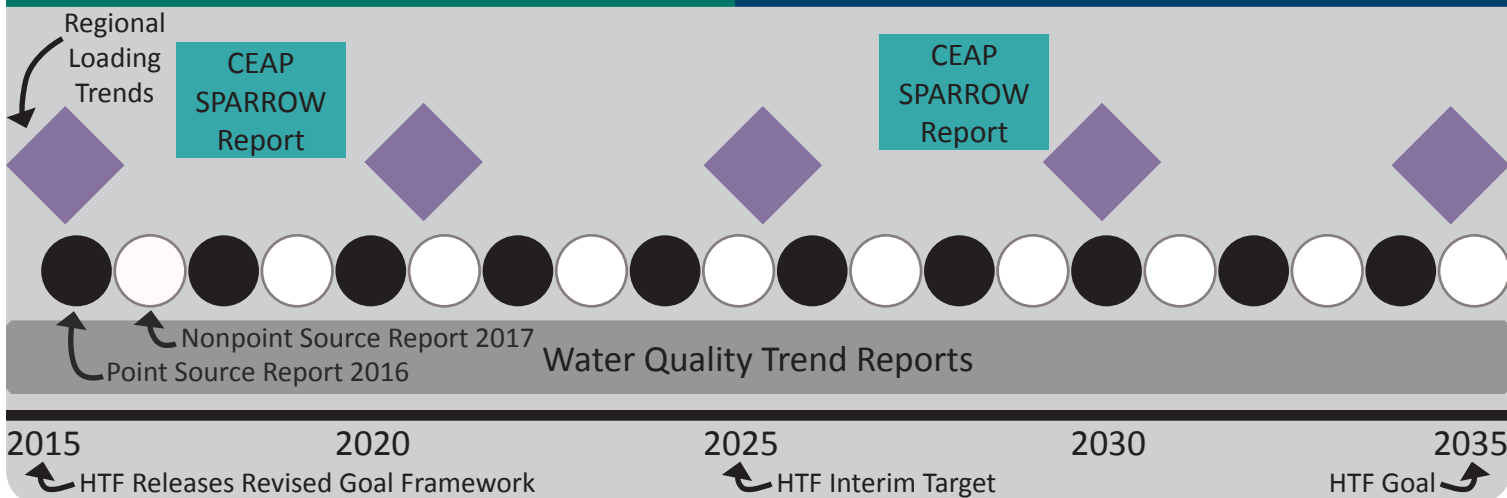 Regional
Loading
Trends
CEAP
SPARROW
Report
CEAP
SPARROW
Report
Nonpoint Source Report 2017
Point Source Report 2016
Water Quality Trend Reports
2015
2020
2025
2030
2035
HTF Releases Revised Goal Framework
HTF Interim Target
HTF Goal